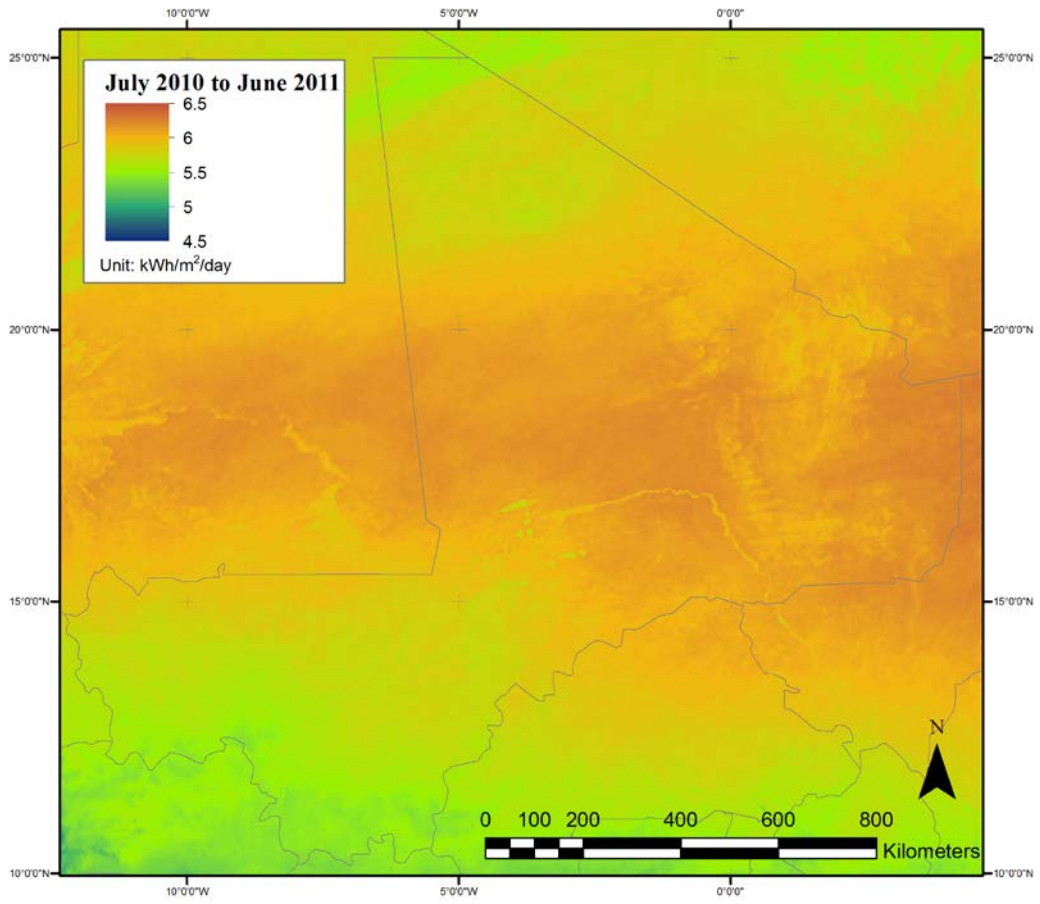 10°0'0"W 5°0'0"W 0°0'0"
25°0'0"N 25°0'0"N
July 2010 to June 2011
6.5
6
5.5
5
4.5
Unit: kWh/m²/day
20°0'0"N 20°0'0"N
15°0'0"N 15°0'0"N
N
0 100 200 400 600 800
Kilometers
10°0'0"N 10°0'0"N
10°0'0"W 5°0'0"W 0°0'0"